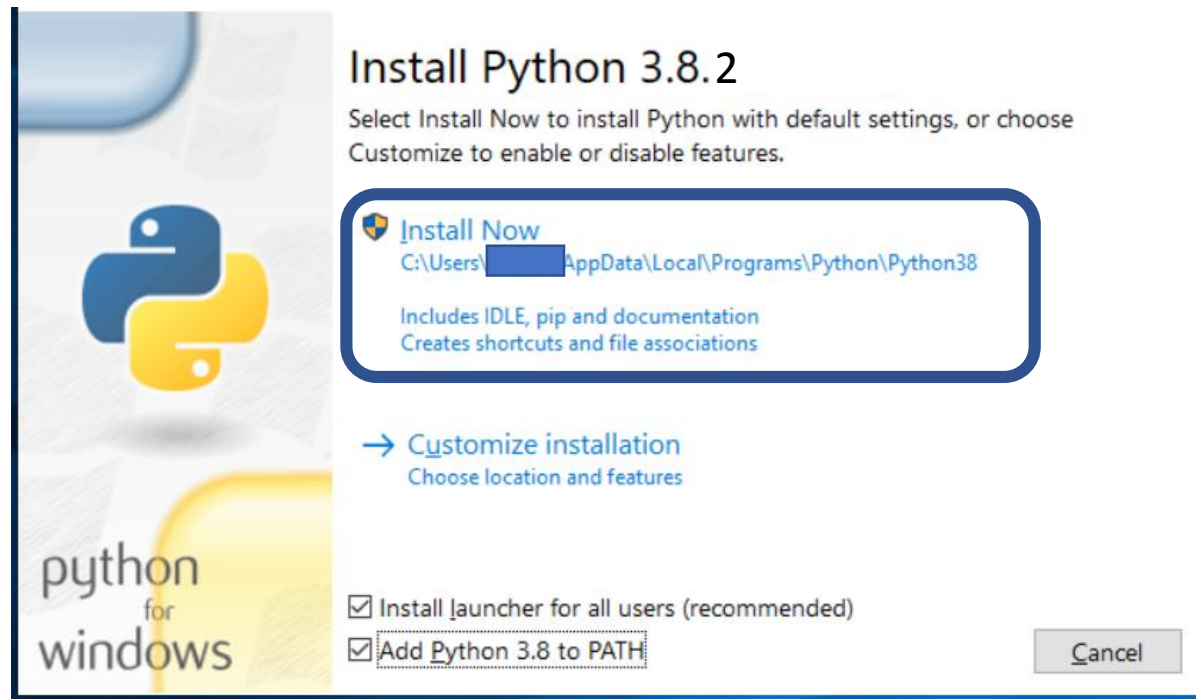 Install Python 3.8.2
Select Install Now to install Python with default settings, or choose
Customize to enable or disable features.
Install Now
C:\Users\ AppData\Local\Programs\Python\Python38
Includes IDLE, pip and documentation
Creates shortcuts and file associations
Customize installation
Choose location and features
python
for
windows
Install launcher for all users (recommended)
Add Python 3.8 to PATH
Cancel